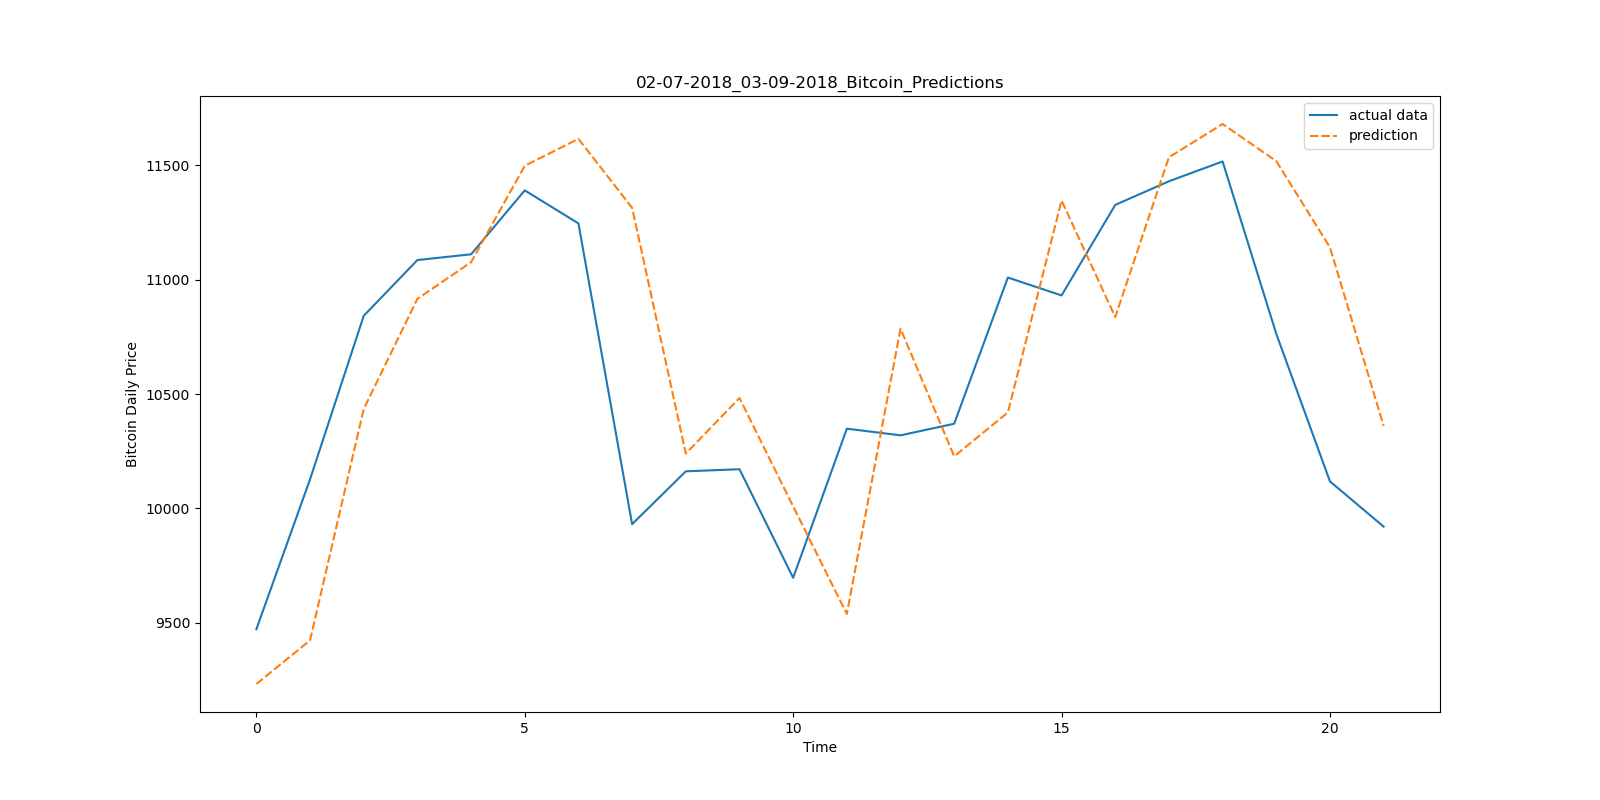 02-07-2018_03-09-2018_Bitcoin_Predictions
actual data
prediction
11500
11000
10500
10000
9500
Bitcoin Daily Price
0 5 10 15 20
Time